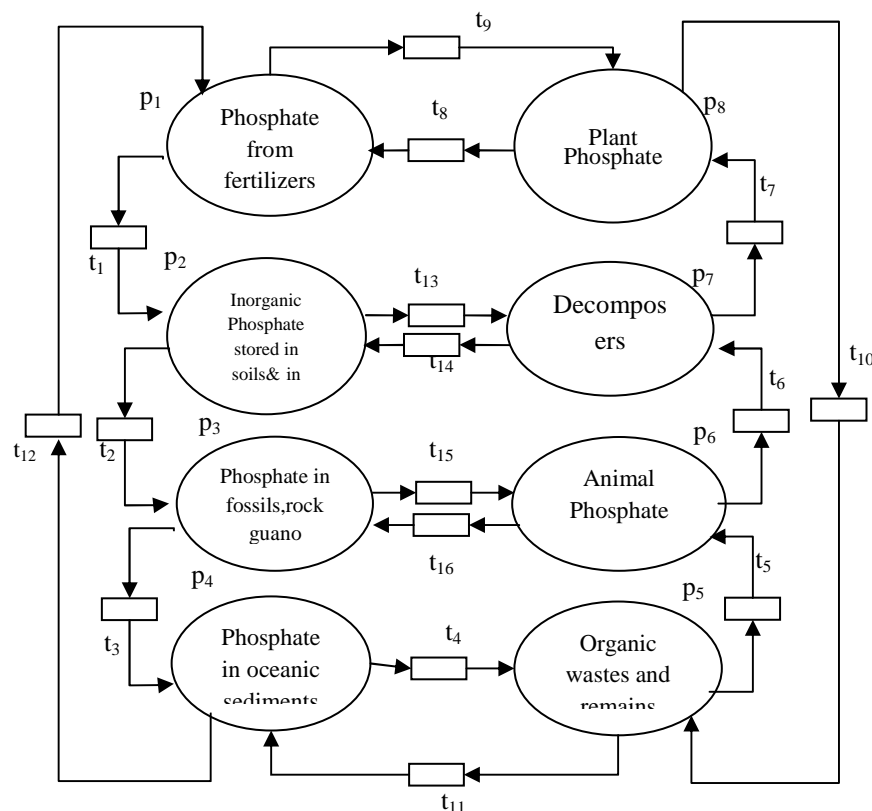 t9
p1
Phosphate
from
fertilizers
t8
p8
Plant
Phosphate
t7
t1
p2
Inorganic
Phosphate
stored in
soils& in
t13
t14
p7
Decompos
ers
t10
t6
t12
t2
p3
Phosphate in
fossils,rock
guano
t15
t16
p6
Animal
Phosphate
t5
p4
t3
Phosphate
in oceanic
sediments
t4
p5
Organic
wastes and
remains
t11